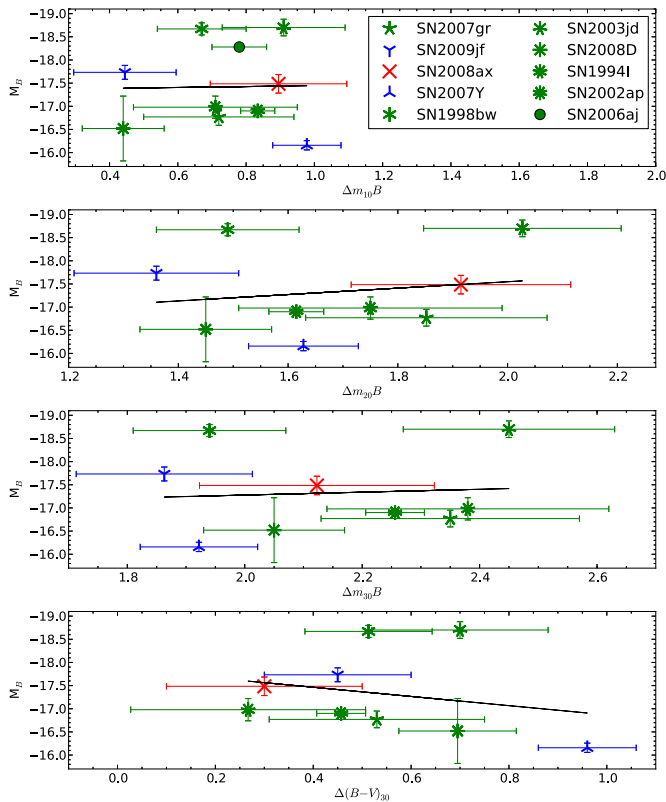 −19.0
−18.5
−18.0
−17.5
−17.0
−16.5
−16.0
M_B
0.4 0.6 0.8 1.0 1.2 1.4 1.6 1.8 2.0
Δm₁₀B
SN2007gr
SN2009jf
SN2008ax
SN2007Y
SN1998bw
SN2003jd
SN2008D
SN1994I
SN2002ap
SN2006aj
−19.0
−18.5
−18.0
−17.5
−17.0
−16.5
−16.0
M_B
1.2 1.4 1.6 1.8 2.0 2.2
Δm₂₀B
−19.0
−18.5
−18.0
−17.5
−17.0
−16.5
−16.0
M_B
1.8 2.0 2.2 2.4 2.6
Δm₃₀B
−19.0
−18.5
−18.0
−17.5
−17.0
−16.5
−16.0
M_B
0.0 0.2 0.4 0.6 0.8 1.0
Δ(B−V)₃₀